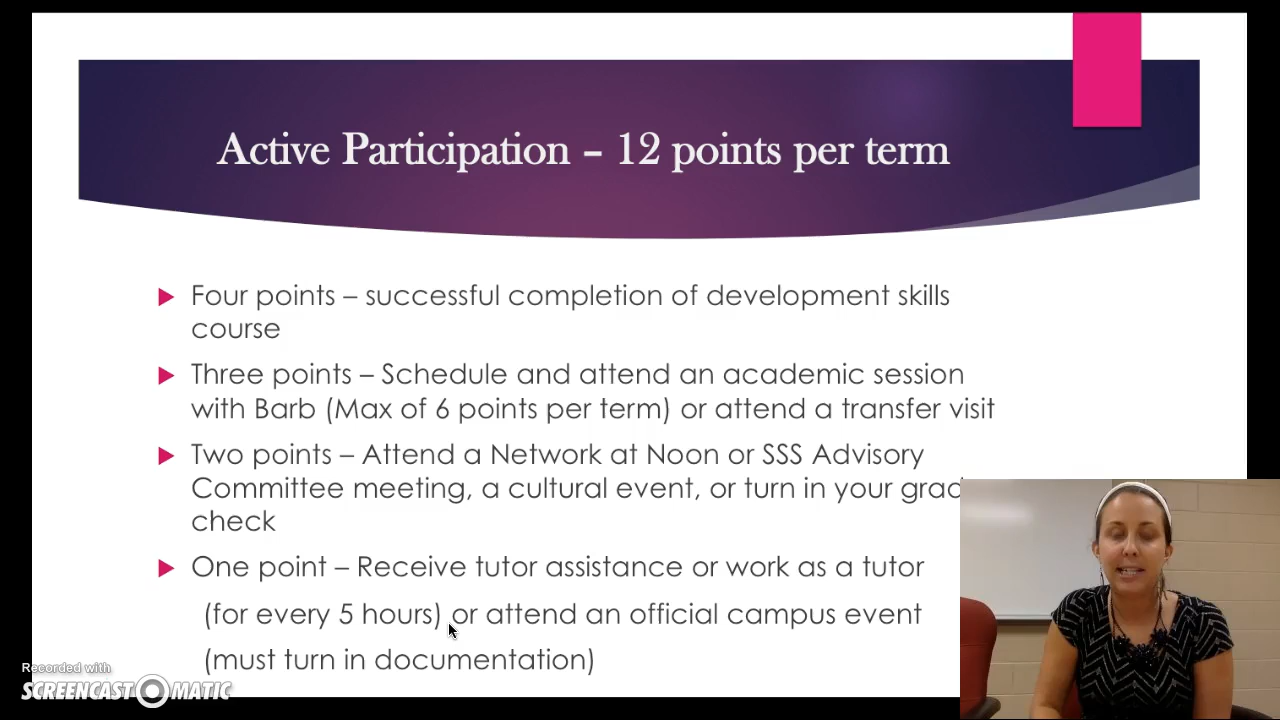 Active Participation – 12 points per term
Four points – successful completion of development skills
course
Three points – Schedule and attend an academic session
with Barb (Max of 6 points per term) or attend a transfer visit
Two points – Attend a Network at Noon or SSS Advisory
Committee meeting, a cultural event, or turn in your
check
One point – Receive tutor assistance or work as a tutor
(for every 5 hours) or attend an official campus event
(must turn in documentation)
Recorded with
SCREENCAST-O-MATIC